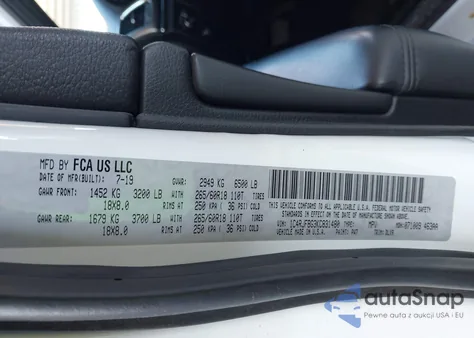 MFD BY FCA US LLC
DATE OF MFR(BUILT): 7-19 GVWR: 2949 KG 6500 LB
GAWR FRONT: 1452 KG 3200 LB WITH 265/60R18 110T TIRES
18X8.0 RIMS AT 250 KPA/ 36 PSI COLD
GAWR REAR: 1679 KG 3700 LB WITH 265/60R18 110T TIRES
18X8.0 RIMS AT 250 KPA/ 36 PSI COLD
THIS VEHICLE CONFORMS TO ALL APPLICABLE U.S.A. FEDERAL MOTOR VEHICLE SAFETY
STANDARDS IN EFFECT ON THE DATE OF MANUFACTURE SHOWN ABOVE.
VIN: TYPE: MPV
MADE IN U.S.A. PAINT: TRIM:
autoSnap
Pewne auta z aukcji USA i EU